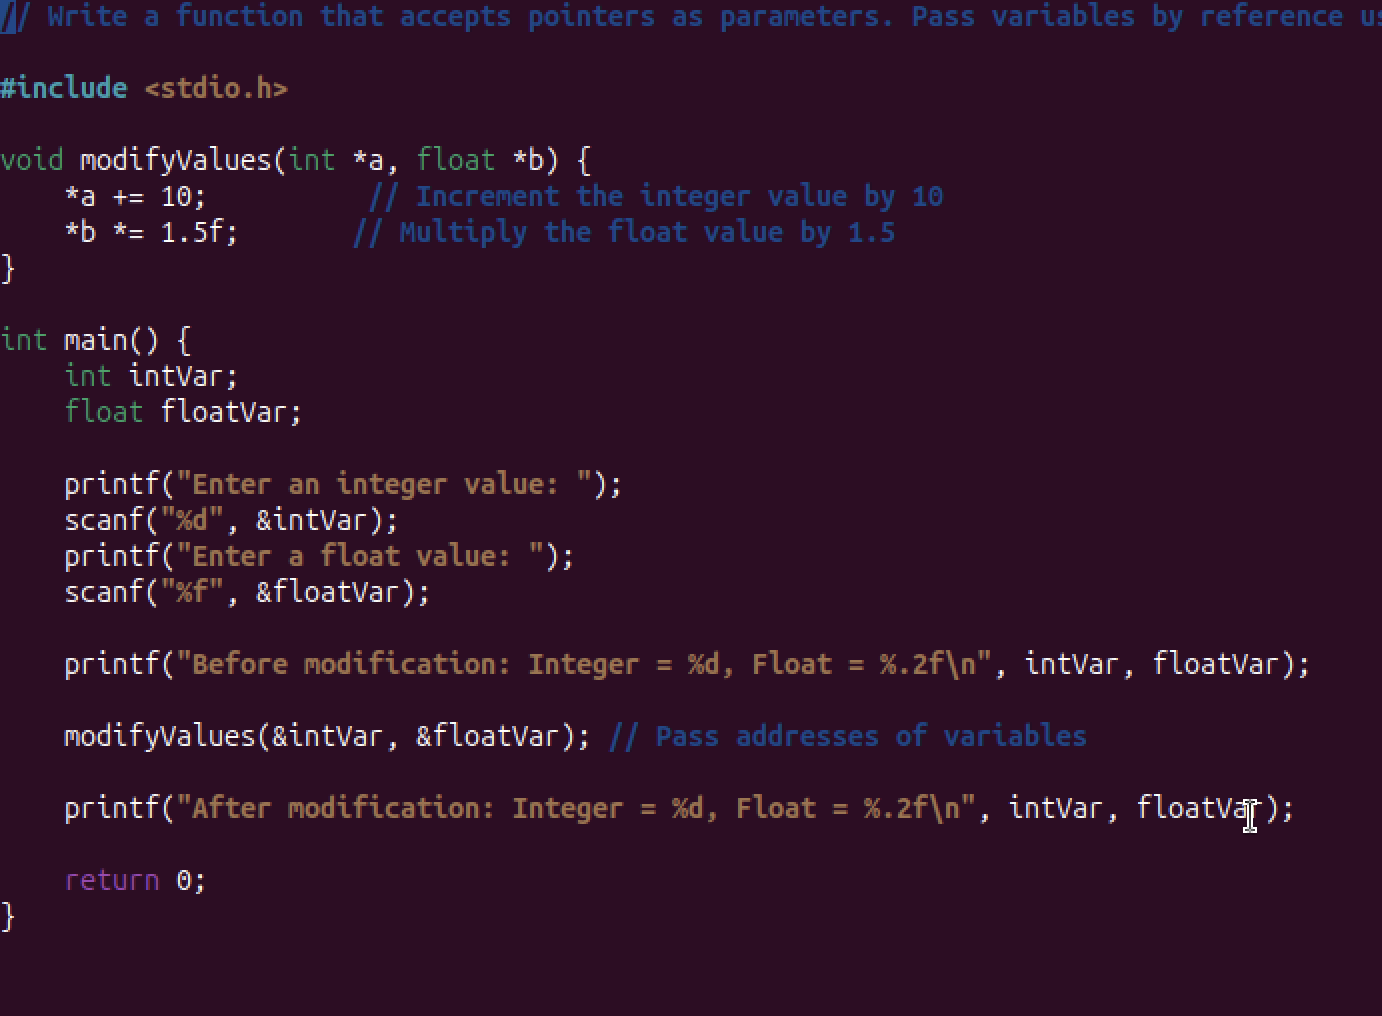 // Write a function that accepts pointers as parameters. Pass variables by reference us
#include <stdio.h>
void modifyValues(int *a, float *b) {
    *a += 10;          // Increment the integer value by 10
    *b *= 1.5f;       // Multiply the float value by 1.5
}
int main() {
    int intVar;
    float floatVar;
    printf("Enter an integer value: ");
    scanf("%d", &intVar);
    printf("Enter a float value: ");
    scanf("%f", &floatVar);
    printf("Before modification: Integer = %d, Float = %.2f\n", intVar, floatVar);
    modifyValues(&intVar, &floatVar); // Pass addresses of variables
    printf("After modification: Integer = %d, Float = %.2f\n", intVar, floatVar);
    return 0;
}